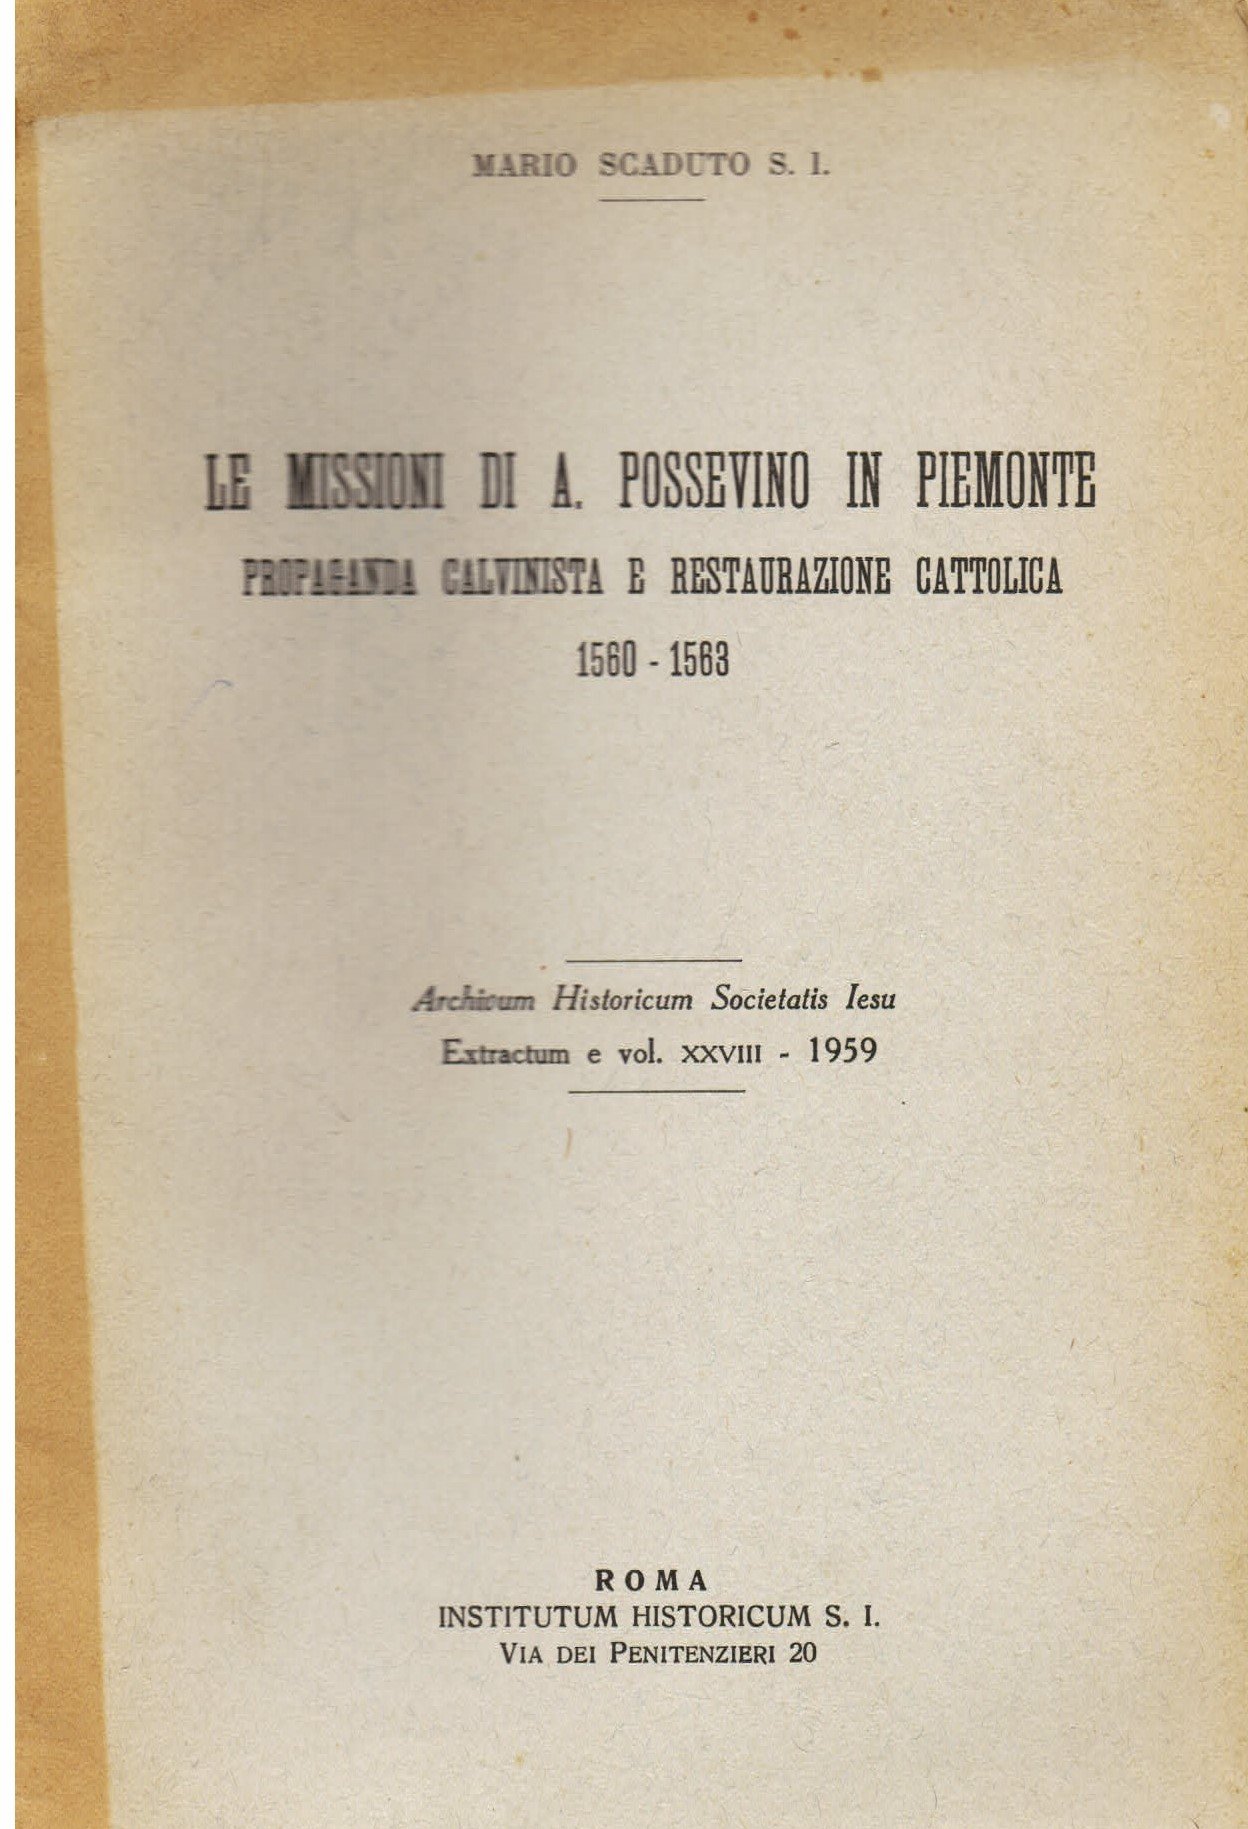 MARIO SCADUTO S. I.
LE MISSIONI DI A. POSSEVINO IN PIEMONTE
PROPAGANDA CALVINISTA E RESTAURAZIONE CATTOLICA
1560 - 1563
Archivum Historicum Societatis Iesu
Extractum e vol. XXVIII - 1959
ROMA
INSTITUTUM HISTORICUM S. I.
VIA DEI PENITENZIERI 20